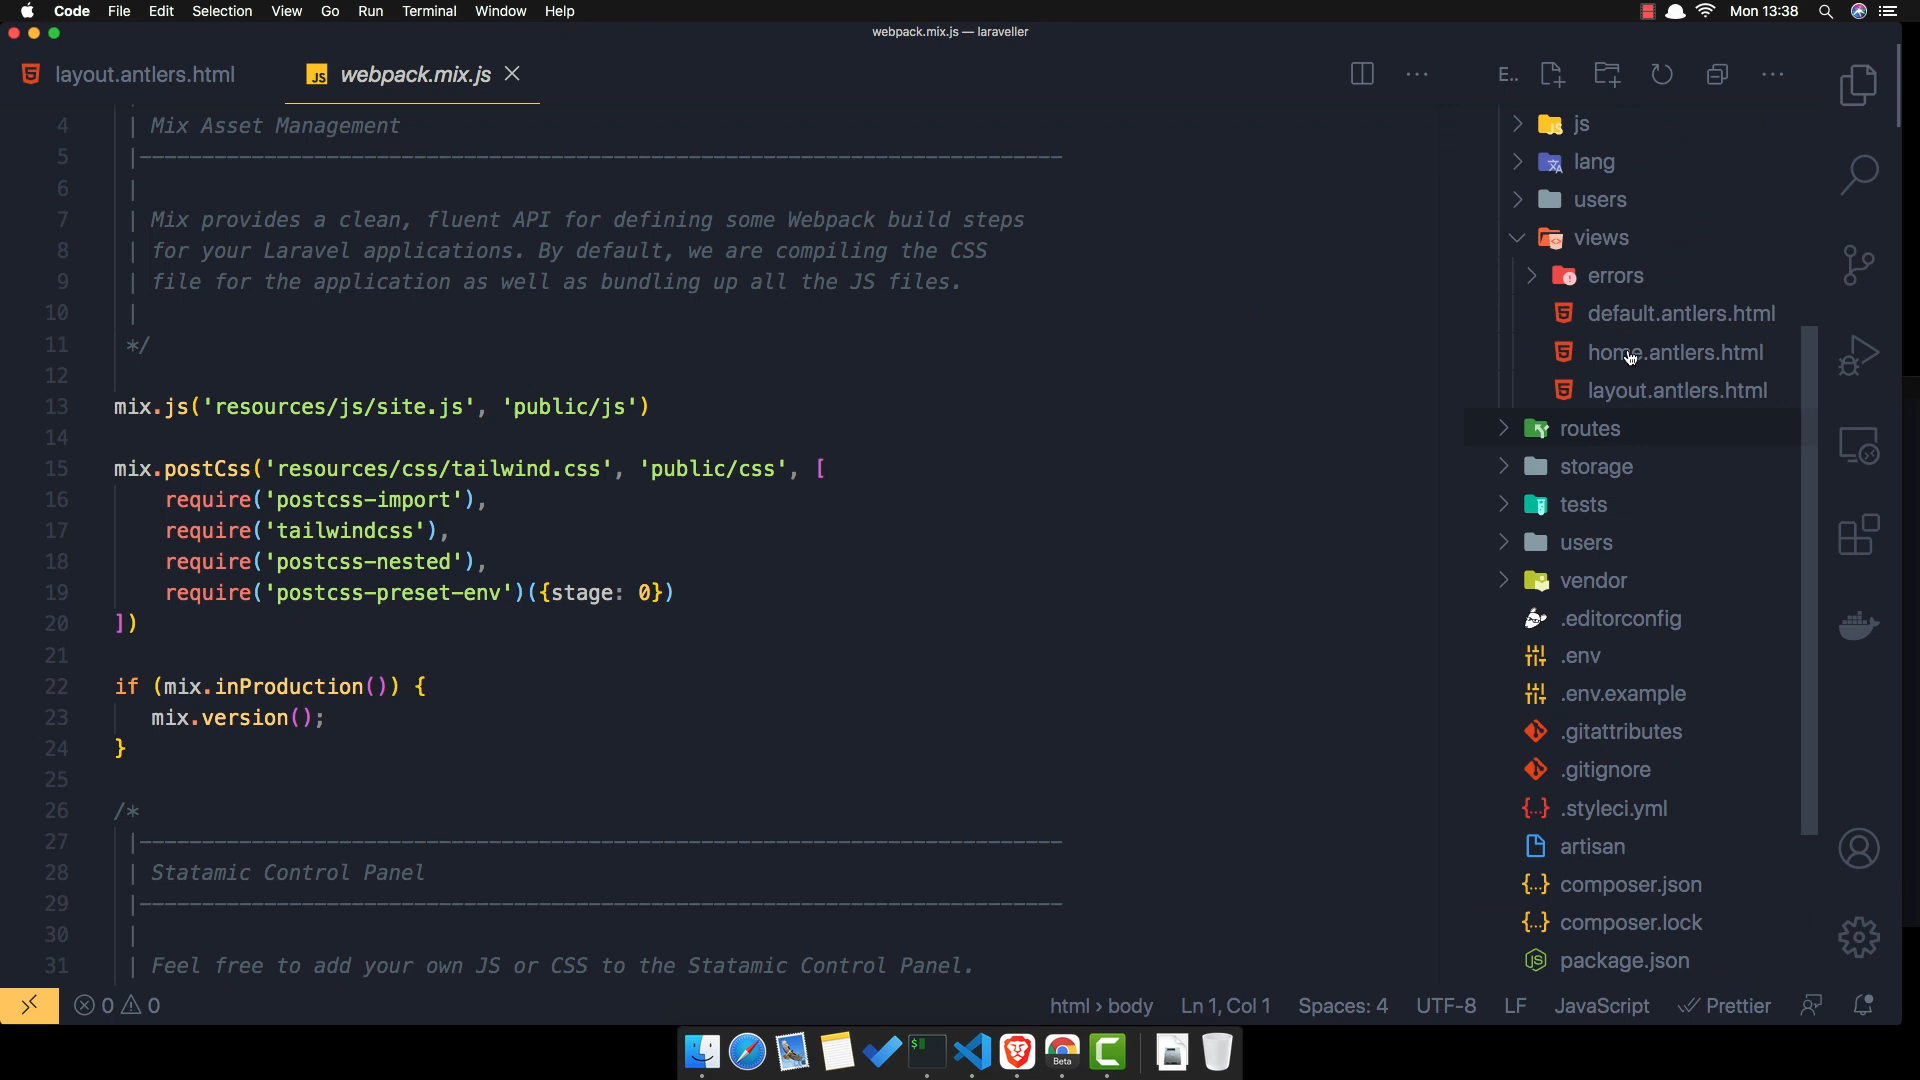 Code File Edit Selection View Go Run Terminal Window Help
Mon 13:38
webpack.mix.js — laraveller
layout.antlers.html
JS webpack.mix.js
E..
4 | Mix Asset Management
5 |--------------------------------------------------------------------------
6 |
7 | Mix provides a clean, fluent API for defining some Webpack build steps
8 | for your Laravel applications. By default, we are compiling the CSS
9 | file for the application as well as bundling up all the JS files.
10 |
11 */
12
13 mix.js('resources/js/site.js', 'public/js')
14
15 mix.postCss('resources/css/tailwind.css', 'public/css', [
16 require('postcss-import'),
17 require('tailwindcss'),
18 require('postcss-nested'),
19 require('postcss-preset-env')({stage: 0})
20 ])
21
22 if (mix.inProduction()) {
23 mix.version();
24 }
25
26 /*
27 |--------------------------------------------------------------------------
28 | Statamic Control Panel
29 |--------------------------------------------------------------------------
30 |
31 | Feel free to add your own JS or CSS to the Statamic Control Panel.
js
lang
users
views
errors
default.antlers.html
home.antlers.html
layout.antlers.html
routes
storage
tests
users
vendor
.editorconfig
.env
.env.example
.gitattributes
.gitignore
.styleci.yml
artisan
composer.json
composer.lock
package.json
0 0
html › body Ln 1, Col 1 Spaces: 4 UTF-8 LF JavaScript Prettier
Beta